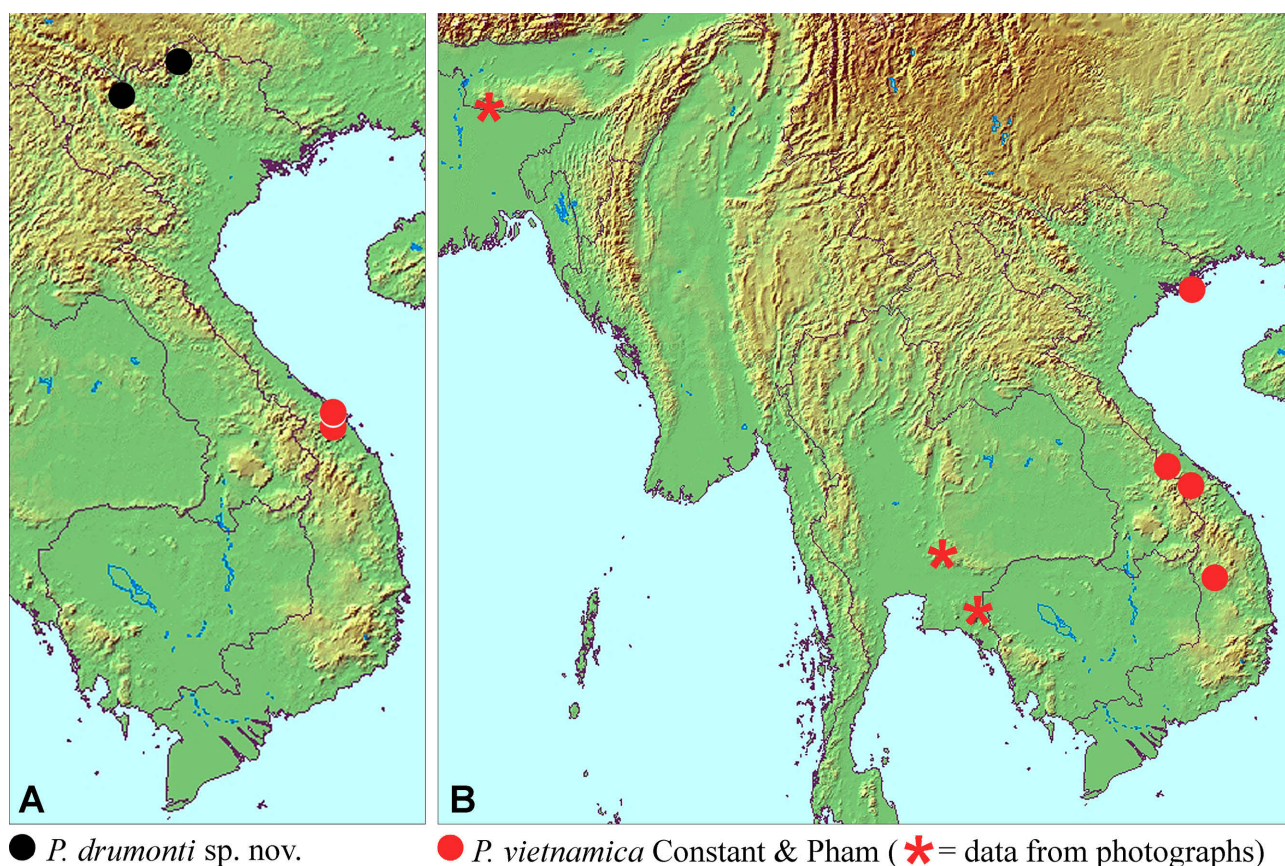 A
B
● P. drumonti sp. nov.
● P. vietnamica Constant & Pham ( * = data from photographs)